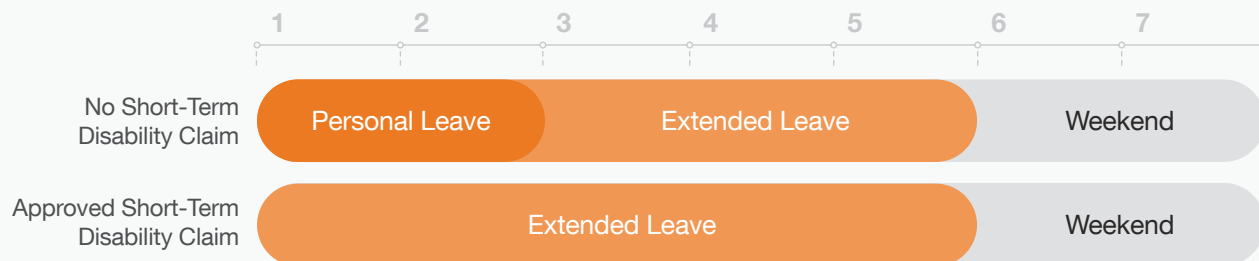 1 2 3 4 5 6 7
No Short-Term
Disability Claim
Personal Leave Extended Leave Weekend
Approved Short-Term
Disability Claim
Extended Leave Weekend